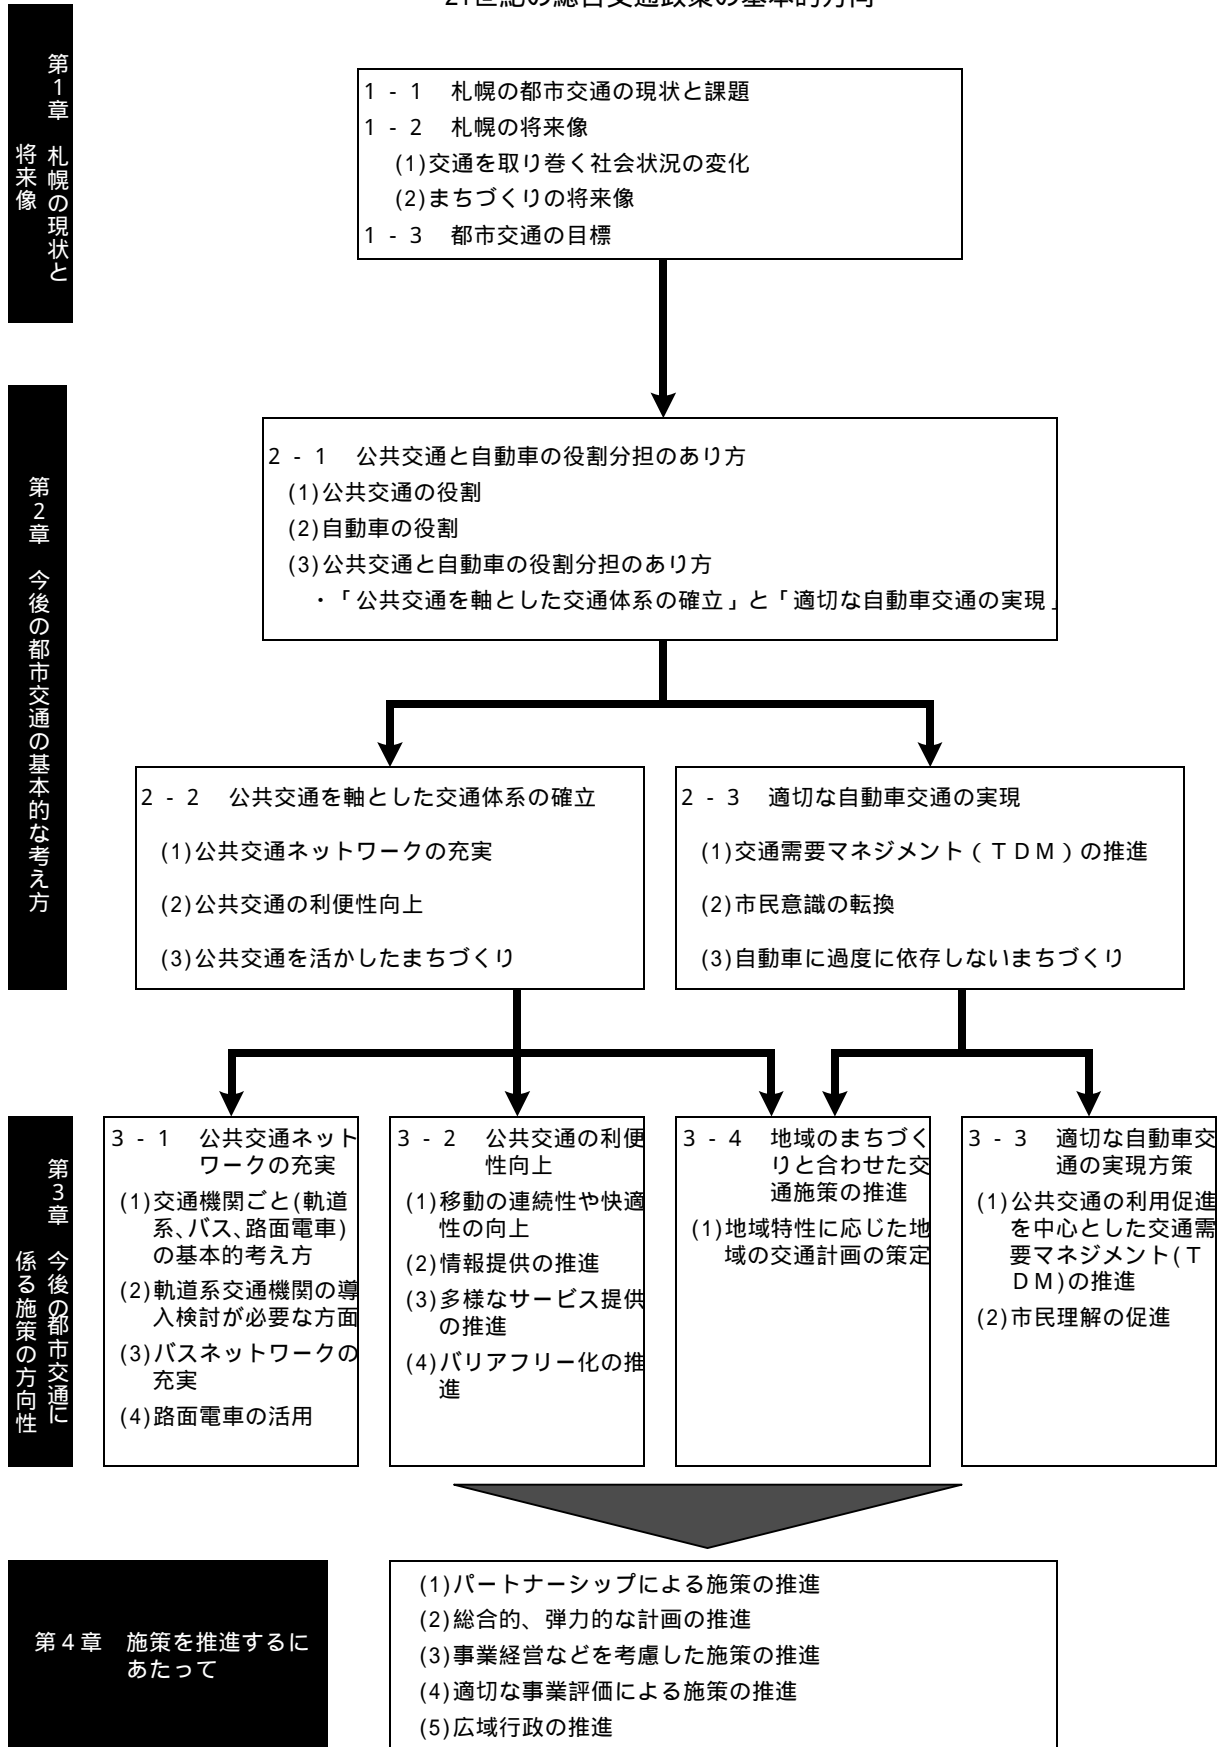 21世紀の総合交通政策の基本的方向
第1章 札幌の現状と
将来像
1-1 札幌の都市交通の現状と課題
1-2 札幌の将来像
(1)交通を取り巻く社会状況の変化
(2)まちづくりの将来像
1-3 都市交通の目標
第2章 今後の都市交通の基本的な考え方
2-1 公共交通と自動車の役割分担のあり方
(1)公共交通の役割
(2)自動車の役割
(3)公共交通と自動車の役割分担のあり方
・「公共交通を軸とした交通体系の確立」と「適切な自動車交通の実現」
2-2 公共交通を軸とした交通体系の確立
(1)公共交通ネットワークの充実
(2)公共交通の利便性向上
(3)公共交通を活かしたまちづくり
2-3 適切な自動車交通の実現
(1)交通需要マネジメント(TDM)の推進
(2)市民意識の転換
(3)自動車に過度に依存しないまちづくり
第3章 今後の都市交通に
係る施策の方向性
3-1 公共交通ネット
ワークの充実
(1)交通機関ごと(軌道
系、バス、路面電車)
の基本的考え方
(2)軌道系交通機関の導
入検討が必要な方面
(3)バスネットワークの
充実
(4)路面電車の活用
3-2 公共交通の利便
性向上
(1)移動の連続性や快適
性の向上
(2)情報提供の推進
(3)多様なサービス提供
の推進
(4)バリアフリー化の推
進
3-4 地域のまちづく
りと合わせた交
通施策の推進
(1)地域特性に応じた地
域の交通計画の策定
3-3 適切な自動車交
通の実現方策
(1)公共交通の利用促進
を中心とした交通需
要マネジメント(T
DM)の推進
(2)市民理解の促進
第4章 施策を推進するに
あたって
(1)パートナーシップによる施策の推進
(2)総合的、弾力的な計画の推進
(3)事業経営などを考慮した施策の推進
(4)適切な事業評価による施策の推進
(5)広域行政の推進